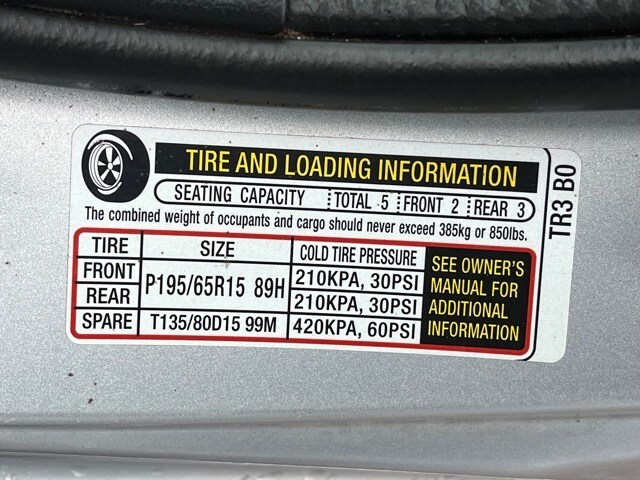 TIRE AND LOADING INFORMATION
SEATING CAPACITY TOTAL 5 FRONT 2 REAR 3
The combined weight of occupants and cargo should never exceed 385kg or 850lbs.
TIRE SIZE COLD TIRE PRESSURE
FRONT P195/65R15 89H 210KPA, 30PSI
REAR 210KPA, 30PSI
SPARE T135/80D15 99M 420KPA, 60PSI
SEE OWNER'S
MANUAL FOR
ADDITIONAL
INFORMATION
TR3 B0